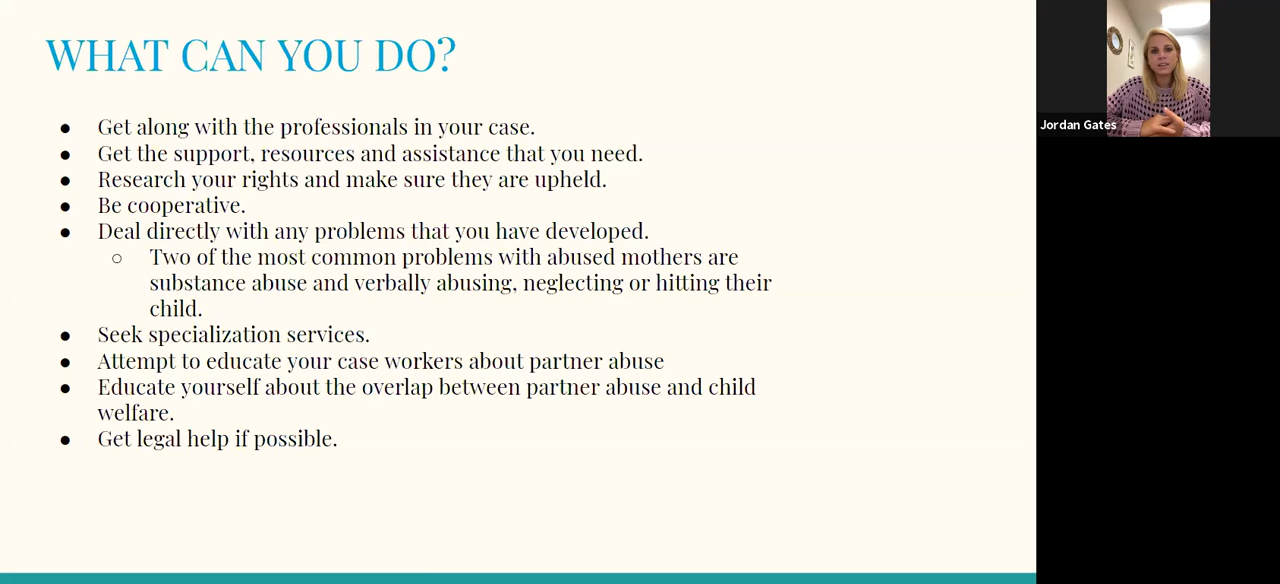 WHAT CAN YOU DO?
Get along with the professionals in your case.
Get the support, resources and assistance that you need.
Research your rights and make sure they are upheld.
Be cooperative.
Deal directly with any problems that you have developed.
Two of the most common problems with abused mothers are
substance abuse and verbally abusing, neglecting or hitting their
child.
Seek specialization services.
Attempt to educate your case workers about partner abuse
Educate yourself about the overlap between partner abuse and child
welfare.
Get legal help if possible.
Jordan Gates